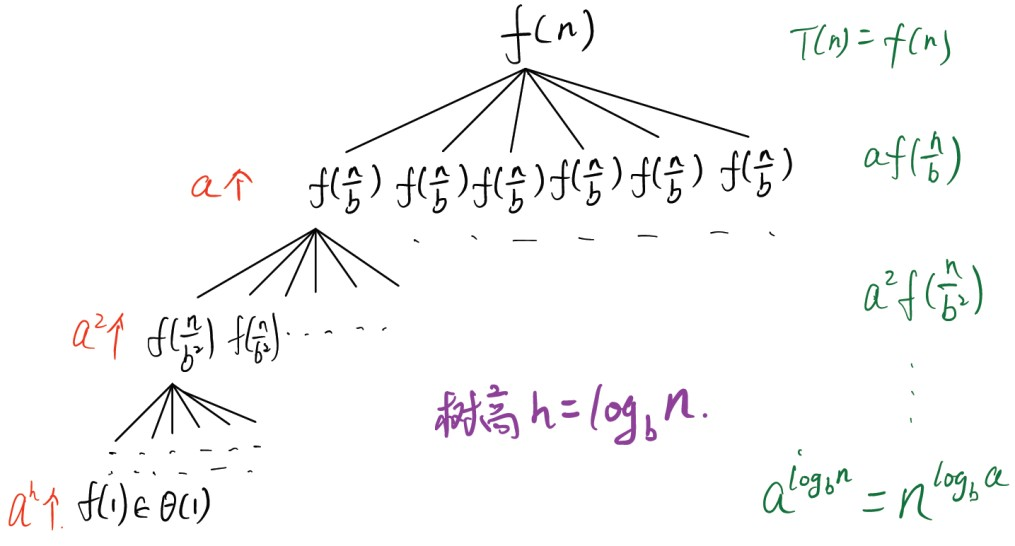 f(n) T(n) = f(n)
a个 f(n/b) f(n/b) f(n/b) f(n/b) f(n/b) f(n/b) af(n/b)
a²个 f(n/b²) f(n/b²) ...... a²f(n/b²)
树高 h = log_b n.
a^h个. f(1) ∈ θ(1) a^{log_b n} = n^{log_b a}